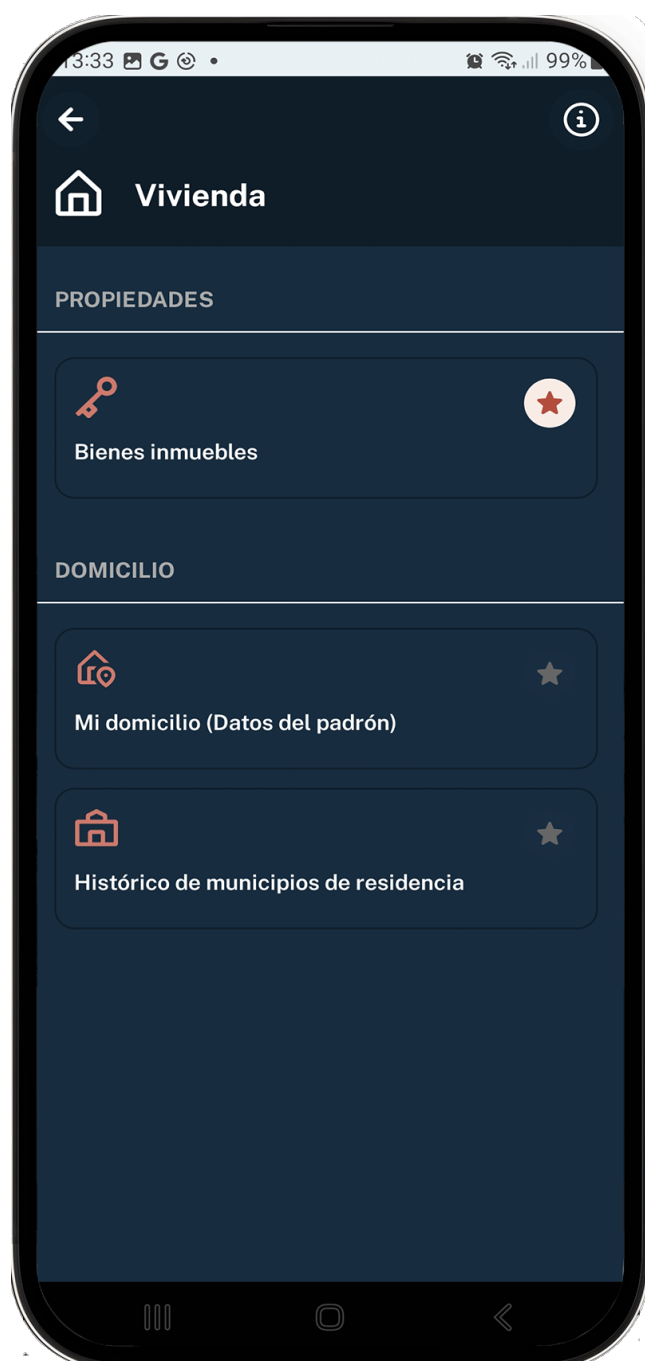 13:33 G 99%
Vivienda
PROPIEDADES
Bienes inmuebles
DOMICILIO
Mi domicilio (Datos del padrón)
Histórico de municipios de residencia